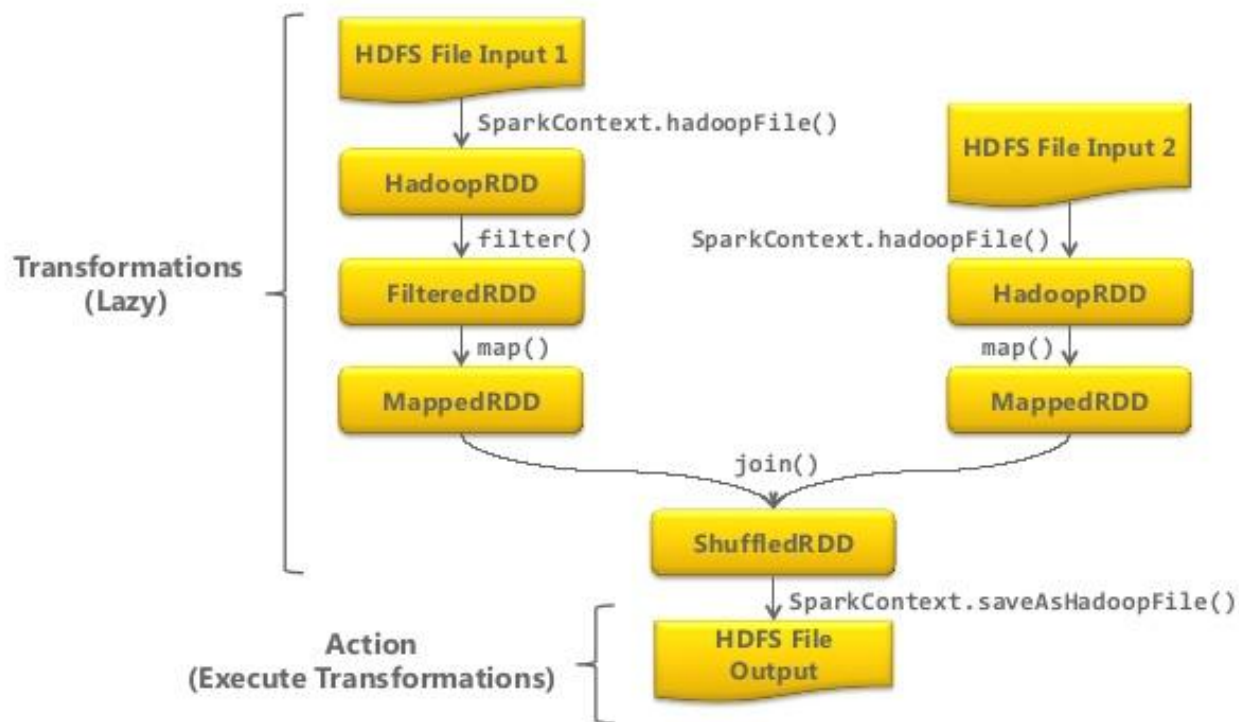 HDFS File Input 1
SparkContext.hadoopFile()
HDFS File Input 2
HadoopRDD
filter()
SparkContext.hadoopFile()
Transformations
(Lazy)
FilteredRDD
HadoopRDD
map()
map()
MappedRDD
MappedRDD
join()
ShuffledRDD
SparkContext.saveAsHadoopFile()
Action
(Execute Transformations)
HDFS File
Output